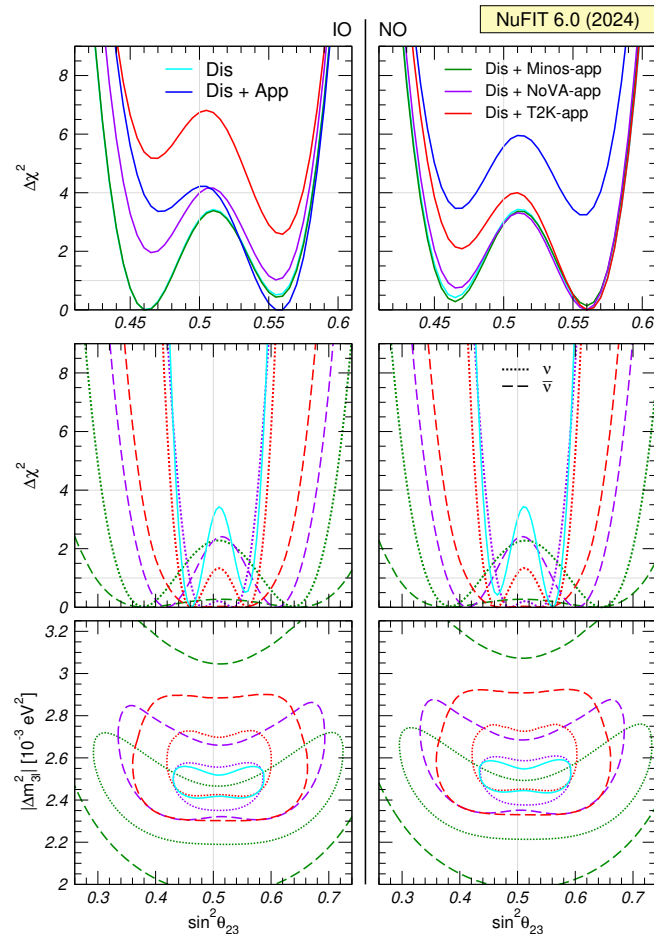 NuFIT 6.0 (2024)
IO
NO
Dis
Dis + App
Dis + Minos-app
Dis + NoVA-app
Dis + T2K-app
Δχ²
8
6
4
2
0
0.45
0.5
0.55
0.6
0.45
0.5
0.55
0.6
ν
ν̅
Δχ²
8
6
4
2
0
|Δm²₃ₗ| [10⁻³ eV²]
3.2
3
2.8
2.6
2.4
2.2
2
0.3
0.4
0.5
0.6
0.7
0.3
0.4
0.5
0.6
0.7
sin²θ₂₃
sin²θ₂₃